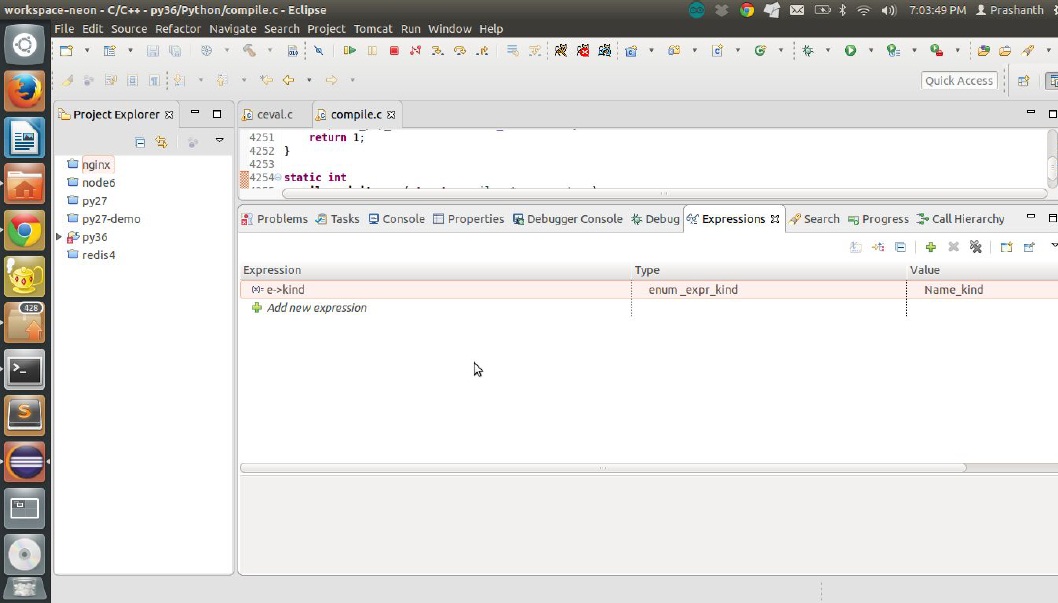 workspace-neon - C/C++ - py36/Python/compile.c - Eclipse
7:03:49 PM Prashanth
File Edit Source Refactor Navigate Search Project Tomcat Run Window Help
Quick Access
Project Explorer
ceval.c compile.c
4251 return 1;
4252 }
4253
4254 static int
nginx
node6
py27
py27-demo
py36
redis4
Problems Tasks Console Properties Debugger Console Debug Expressions Search Progress Call Hierarchy
Expression Type Value
(x)= e->kind enum _expr_kind Name_kind
Add new expression
428